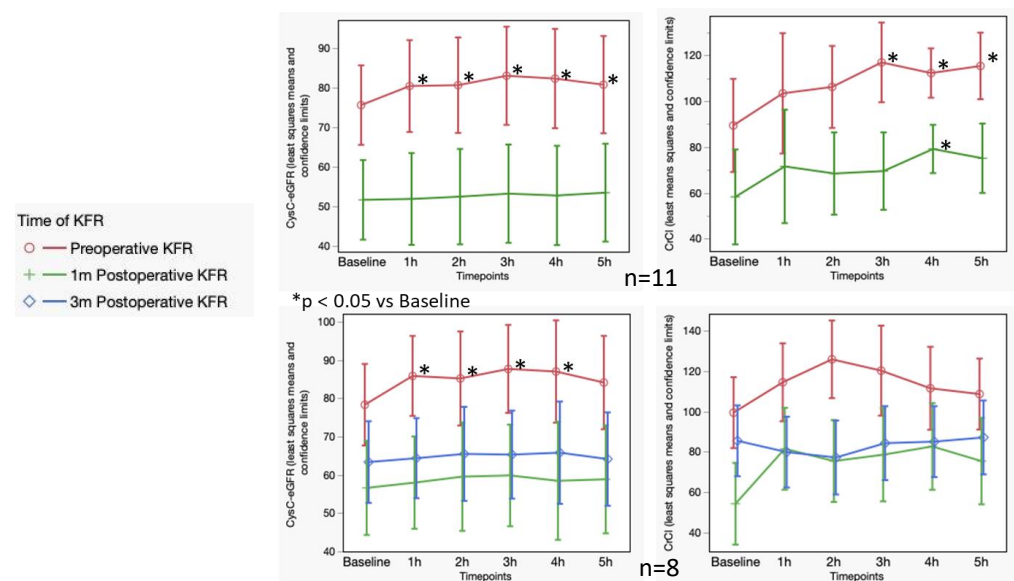 Time of KFR
Preoperative KFR
1m Postoperative KFR
3m Postoperative KFR
CysC-eGFR (least squares means and
confidence limits)
90
80
70
60
50
40
Baseline 1h 2h 3h 4h 5h
Timepoints
* * * * *
CrCl (least means squares and confidence limits)
120
100
80
60
40
Baseline 1h 2h 3h 4h 5h
Timepoints
* * *
*
n=11
*p < 0.05 vs Baseline
CysC-eGFR (least squares means and
confidence limits)
100
90
80
70
60
50
40
Baseline 1h 2h 3h 4h 5h
Timepoints
* * * *
CrCl (least squares means and confidence limits)
140
120
100
80
60
40
Baseline 1h 2h 3h 4h 5h
Timepoints
n=8